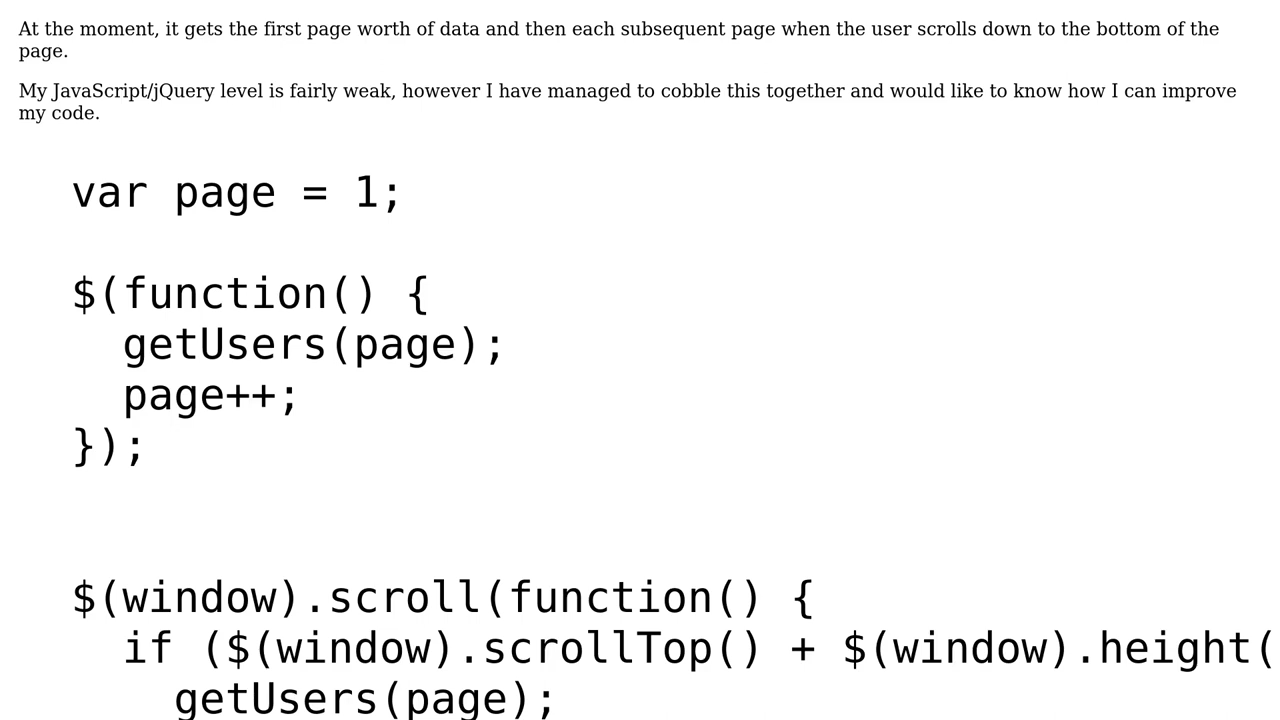 At the moment, it gets the first page worth of data and then each subsequent page when the user scrolls down to the bottom of the
page.
My JavaScript/jQuery level is fairly weak, however I have managed to cobble this together and would like to know how I can improve
my code.
var page = 1;
$(function() {
  getUsers(page);
  page++;
});
$(window).scroll(function() {
  if ($(window).scrollTop() + $(window).height(
    getUsers(page);